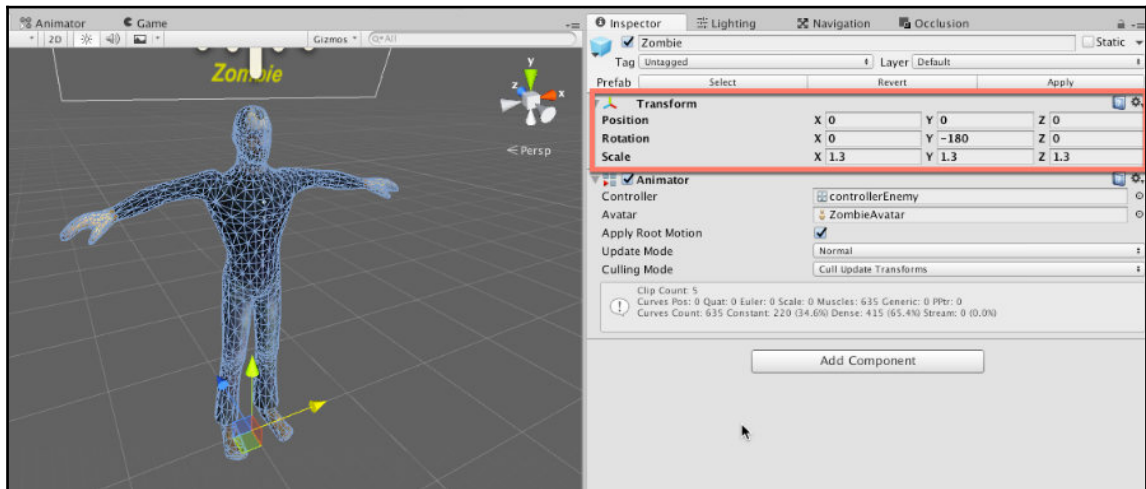 Animator Game
2D Gizmos All
Zombie
y
z x
Persp
Inspector Lighting Navigation Occlusion
Zombie Static
Tag Untagged Layer Default
Prefab Select Revert Apply
Transform
Position X 0 Y 0 Z 0
Rotation X 0 Y -180 Z 0
Scale X 1.3 Y 1.3 Z 1.3
Animator
Controller controllerEnemy
Avatar ZombieAvatar
Apply Root Motion
Update Mode Normal
Culling Mode Cull Update Transforms
Clip Count: 5
Curves Pos: 0 Quat: 0 Euler: 0 Scale: 0 Muscles: 635 Generic: 0 PPtr: 0
Curves Count: 635 Constant: 220 (34.6%) Dense: 415 (65.4%) Stream: 0 (0.0%)
Add Component